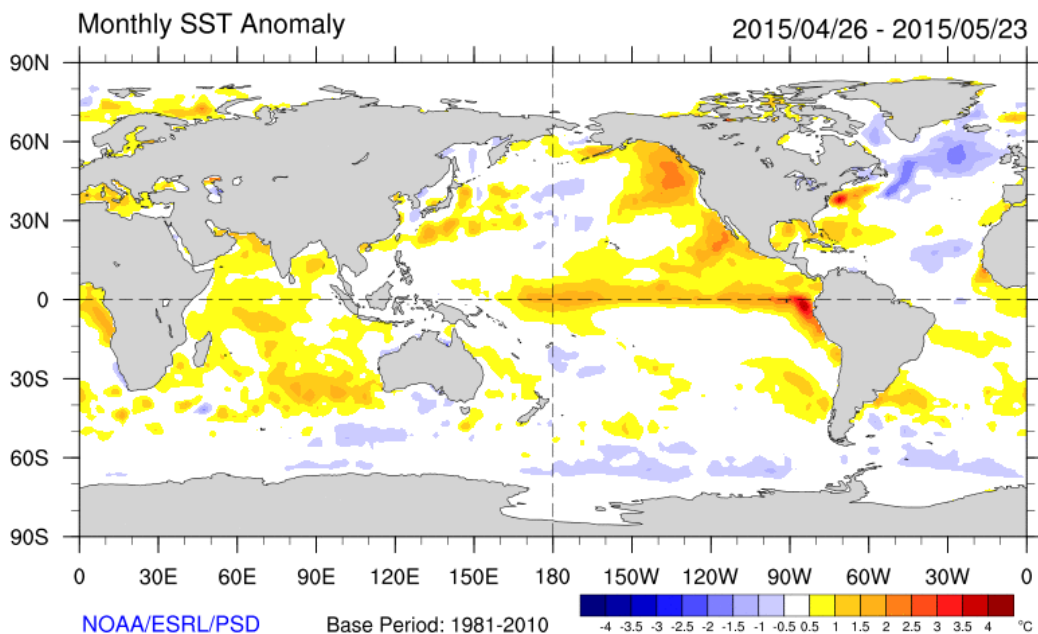 Monthly SST Anomaly 2015/04/26 - 2015/05/23
90N
60N
30N
0
30S
60S
90S
0 30E 60E 90E 120E 150E 180 150W 120W 90W 60W 30W 0
NOAA/ESRL/PSD Base Period: 1981-2010
-4 -3.5 -3 -2.5 -2 -1.5 -1 -0.5 0.5 1 1.5 2 2.5 3 3.5 4 °C